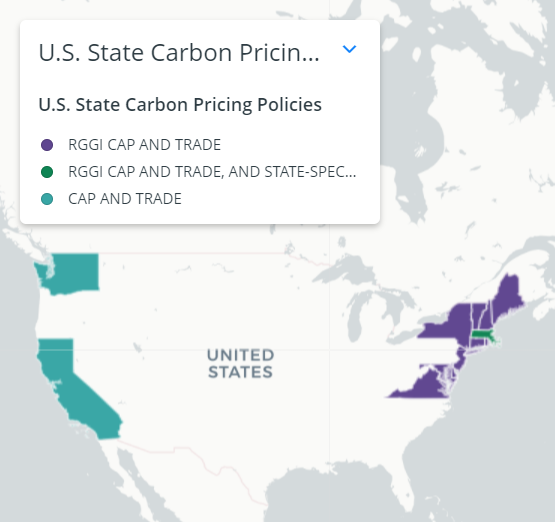 U.S. State Carbon Pricin...
U.S. State Carbon Pricing Policies
RGGI CAP AND TRADE
RGGI CAP AND TRADE, AND STATE-SPEC...
CAP AND TRADE
UNITED
STATES